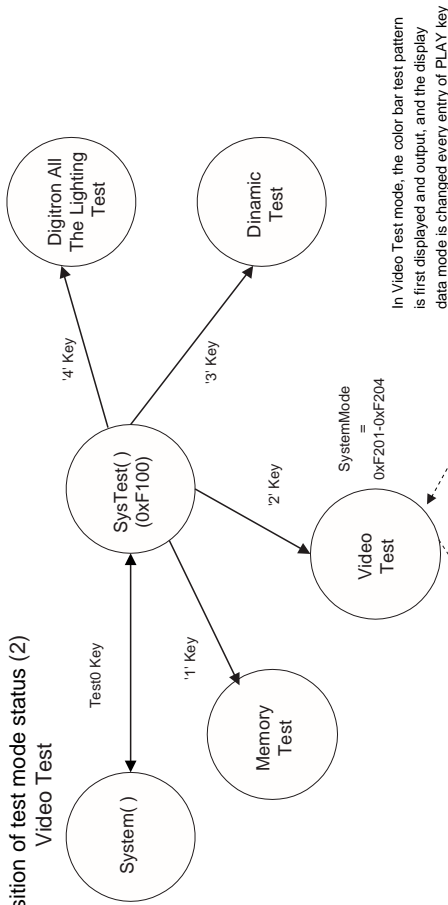 sition of test mode status (2)
Video Test
System( )
Test0 Key
SysTest( )
(0xF100)
'4' Key
Digitron All
The Lighting
Test
'3' Key
Dinamic
Test
'1' Key
Memory
Test
'2' Key
Video
Test
SystemMode
=
0xF201-0xF204
In Video Test mode, the color bar test pattern
is first displayed and output, and the display
data mode is changed every entry of PLAY key